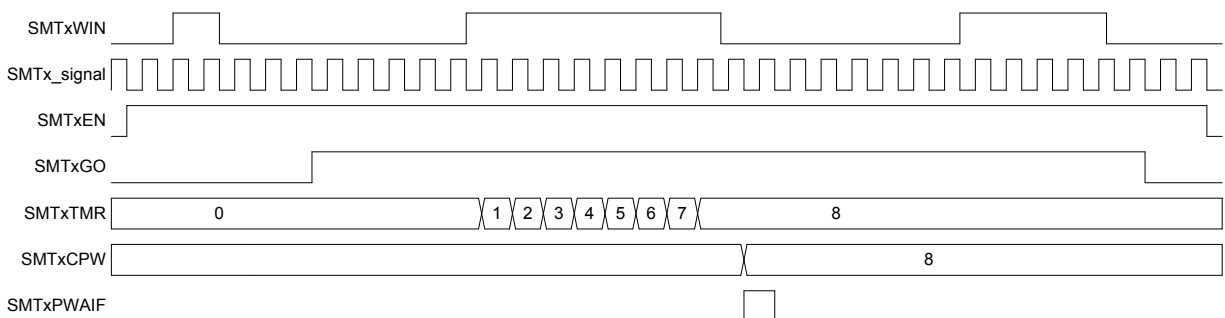 SMTxWIN
SMTx_signal
SMTxEN
SMTxGO
SMTxTMR 0 1 2 3 4 5 6 7 8
SMTxCPW 8
SMTxPWAIF